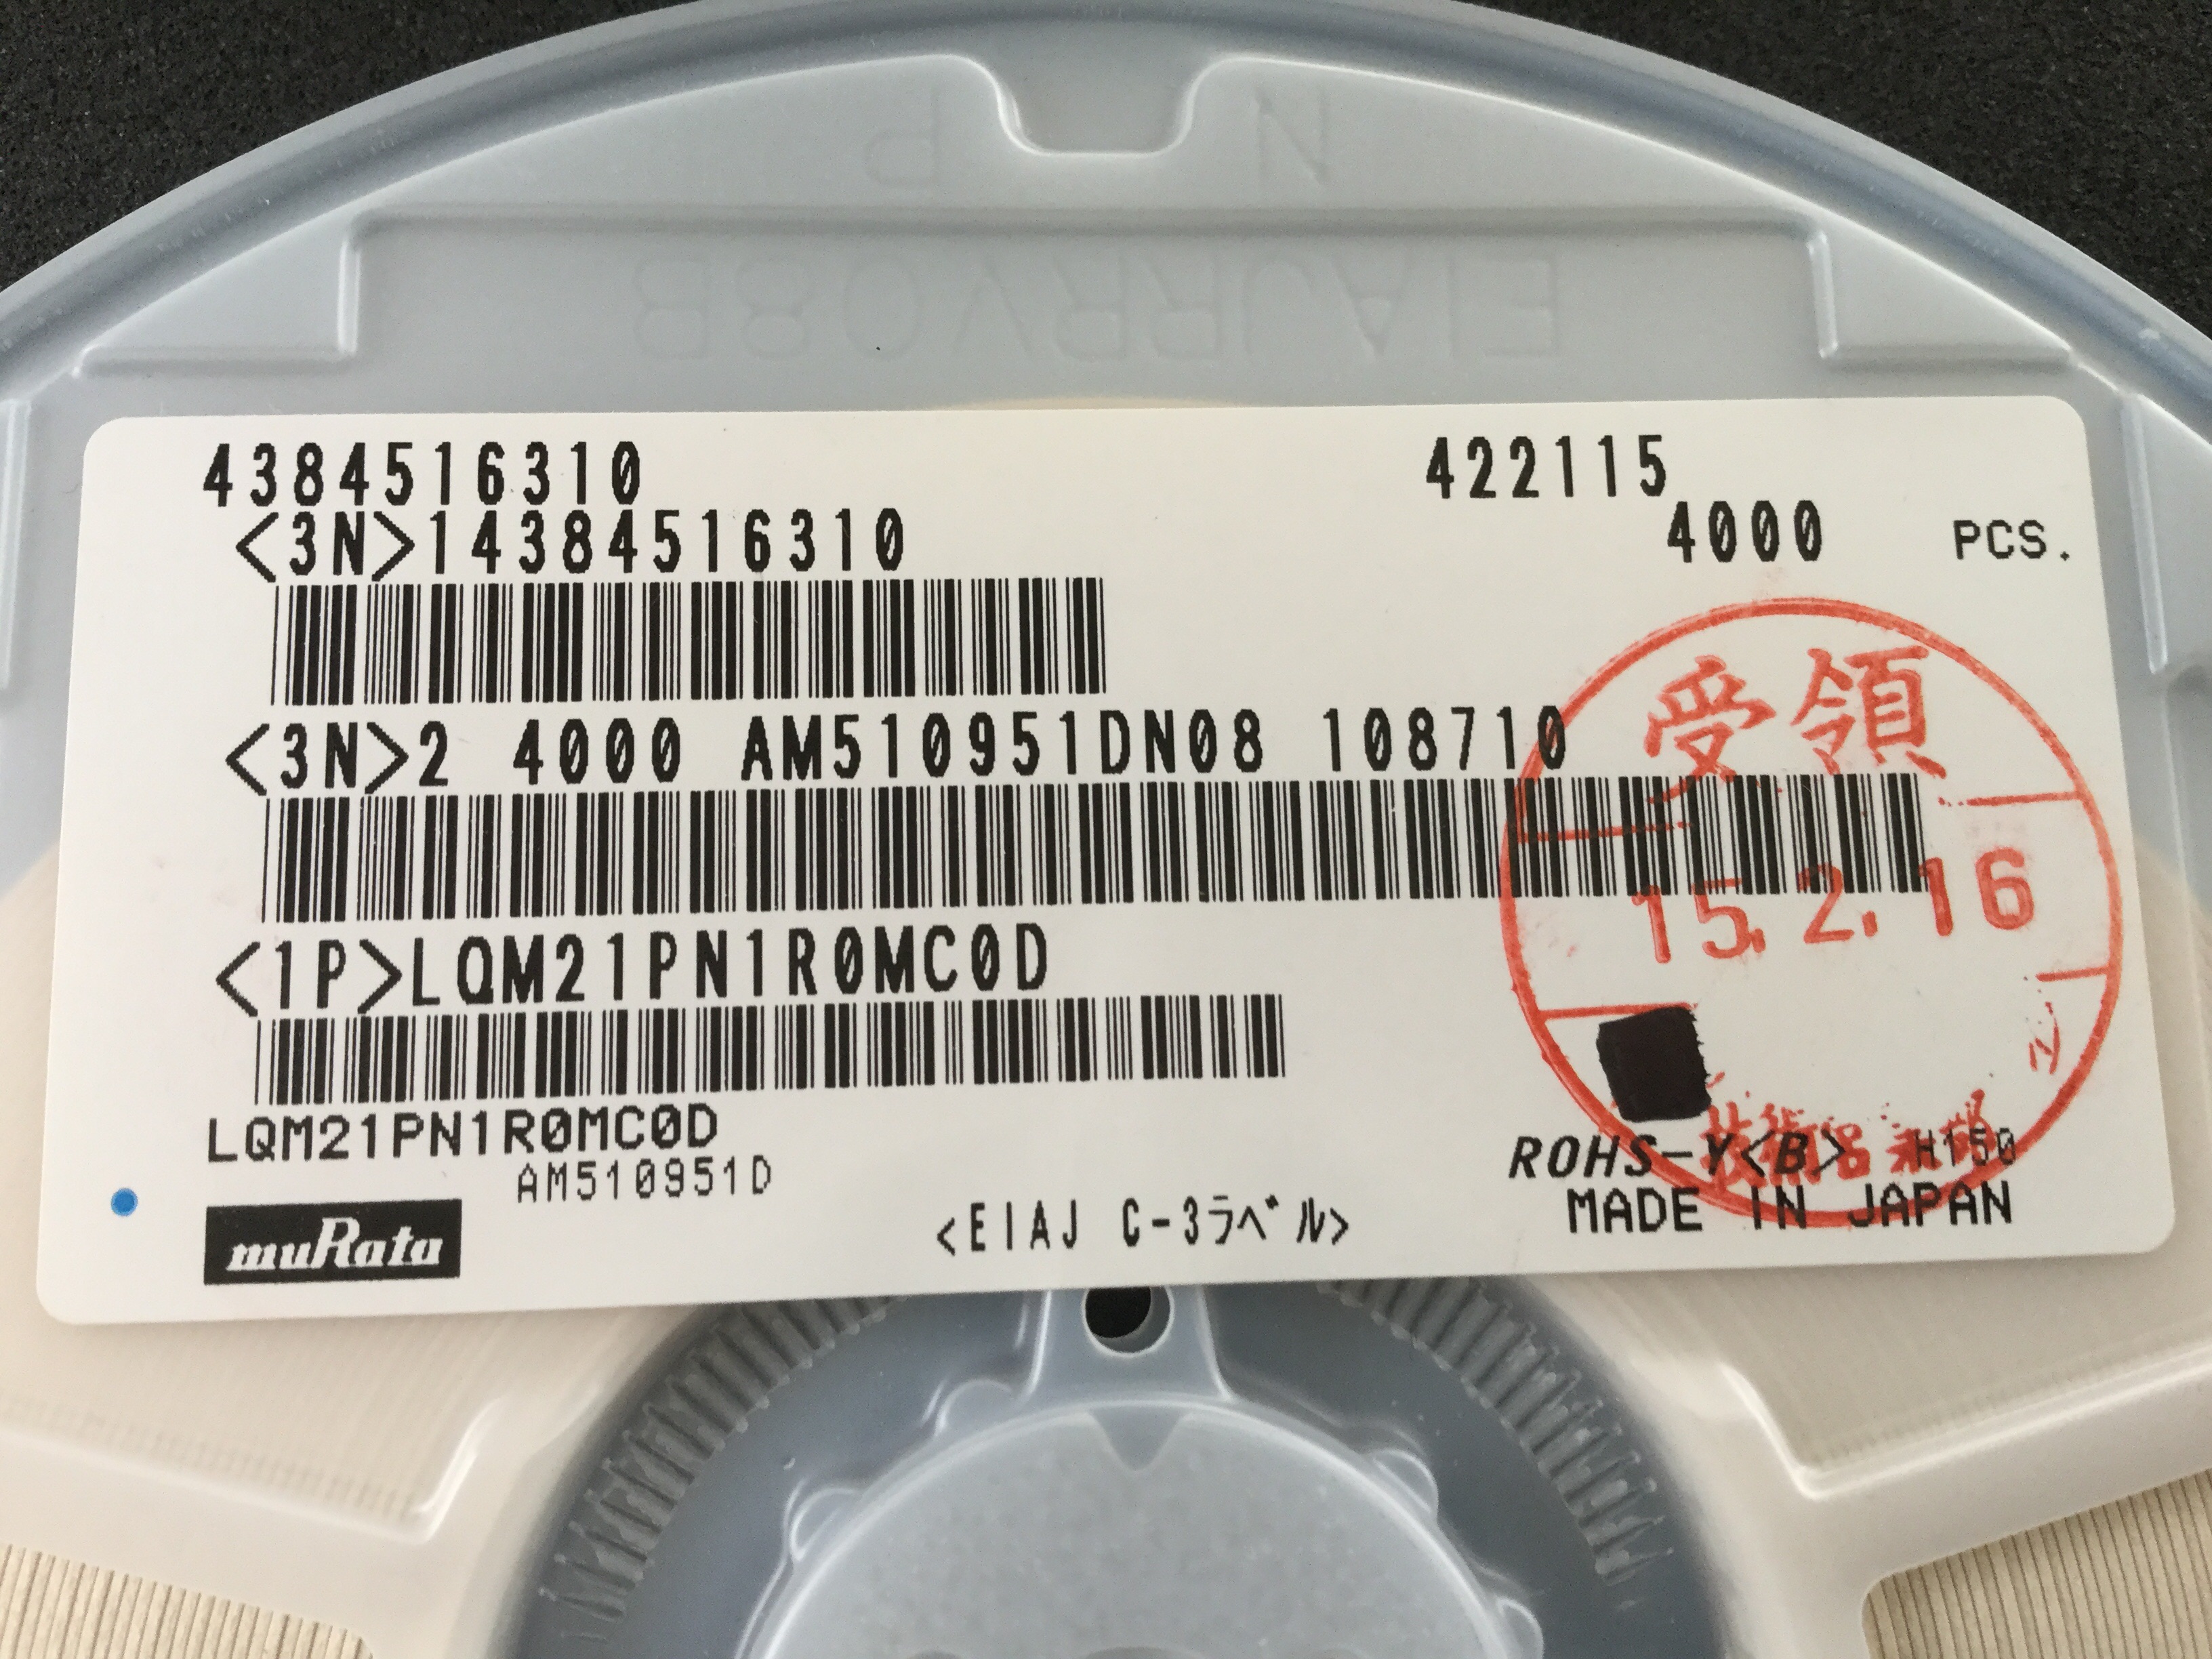 N P
EIAJRRV08B
4384516310 422115
<3N>14384516310 4000 PCS.
<3N>2 4000 AM510951DN08 108710
受領
15.2.16
<1P>LQM21PN1R0MC0D
LQM21PN1R0MC0D
AM510951D
ROHS-Y<B> H150
muRata
<EIAJ C-3ラベル>
MADE IN JAPAN